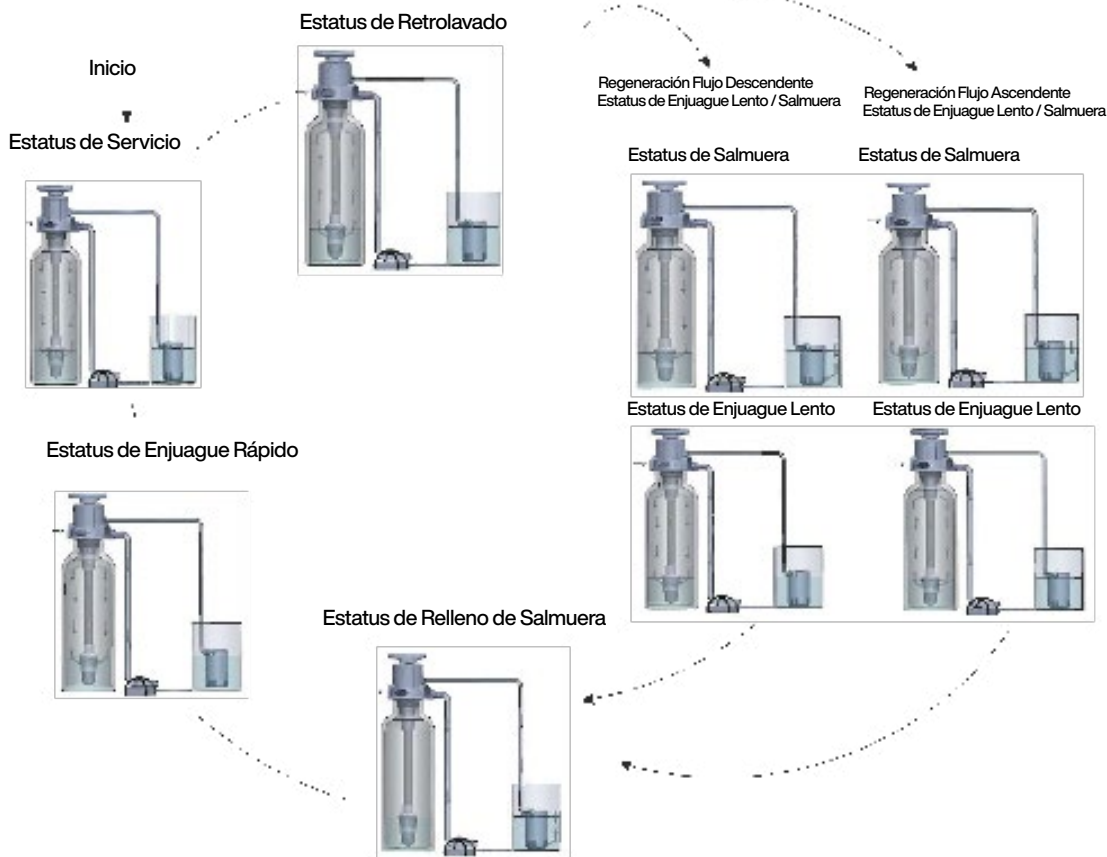 Estatus de Retrolavado
Inicio
Estatus de Servicio
Regeneración Flujo Descendente
Estatus de Enjuague Lento / Salmuera
Regeneración Flujo Ascendente
Estatus de Enjuague Lento / Salmuera
Estatus de Salmuera
Estatus de Salmuera
Estatus de Enjuague Lento
Estatus de Enjuague Lento
Estatus de Enjuague Rápido
Estatus de Relleno de Salmuera